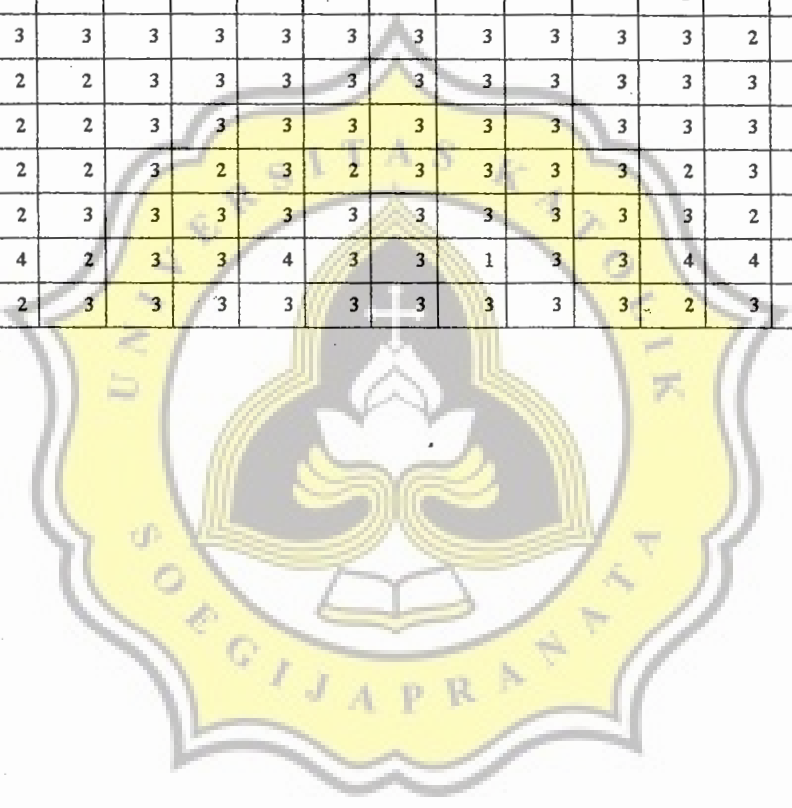 3 3 3 3 3 3 3 3 3 3 3 2
2 2 3 3 3 3 3 3 3 3 3 3
2 2 3 3 3 3 3 3 3 3 3 3
2 2 3 2 3 2 3 3 3 3 2 3
2 3 3 3 3 3 3 3 3 3 3 2
4 2 3 3 4 3 3 1 3 3 4 4
2 3 3 3 3 3 3 3 3 3 2 3
UNIVERSITAS KATOLIK
SOEGIJAPRANATA